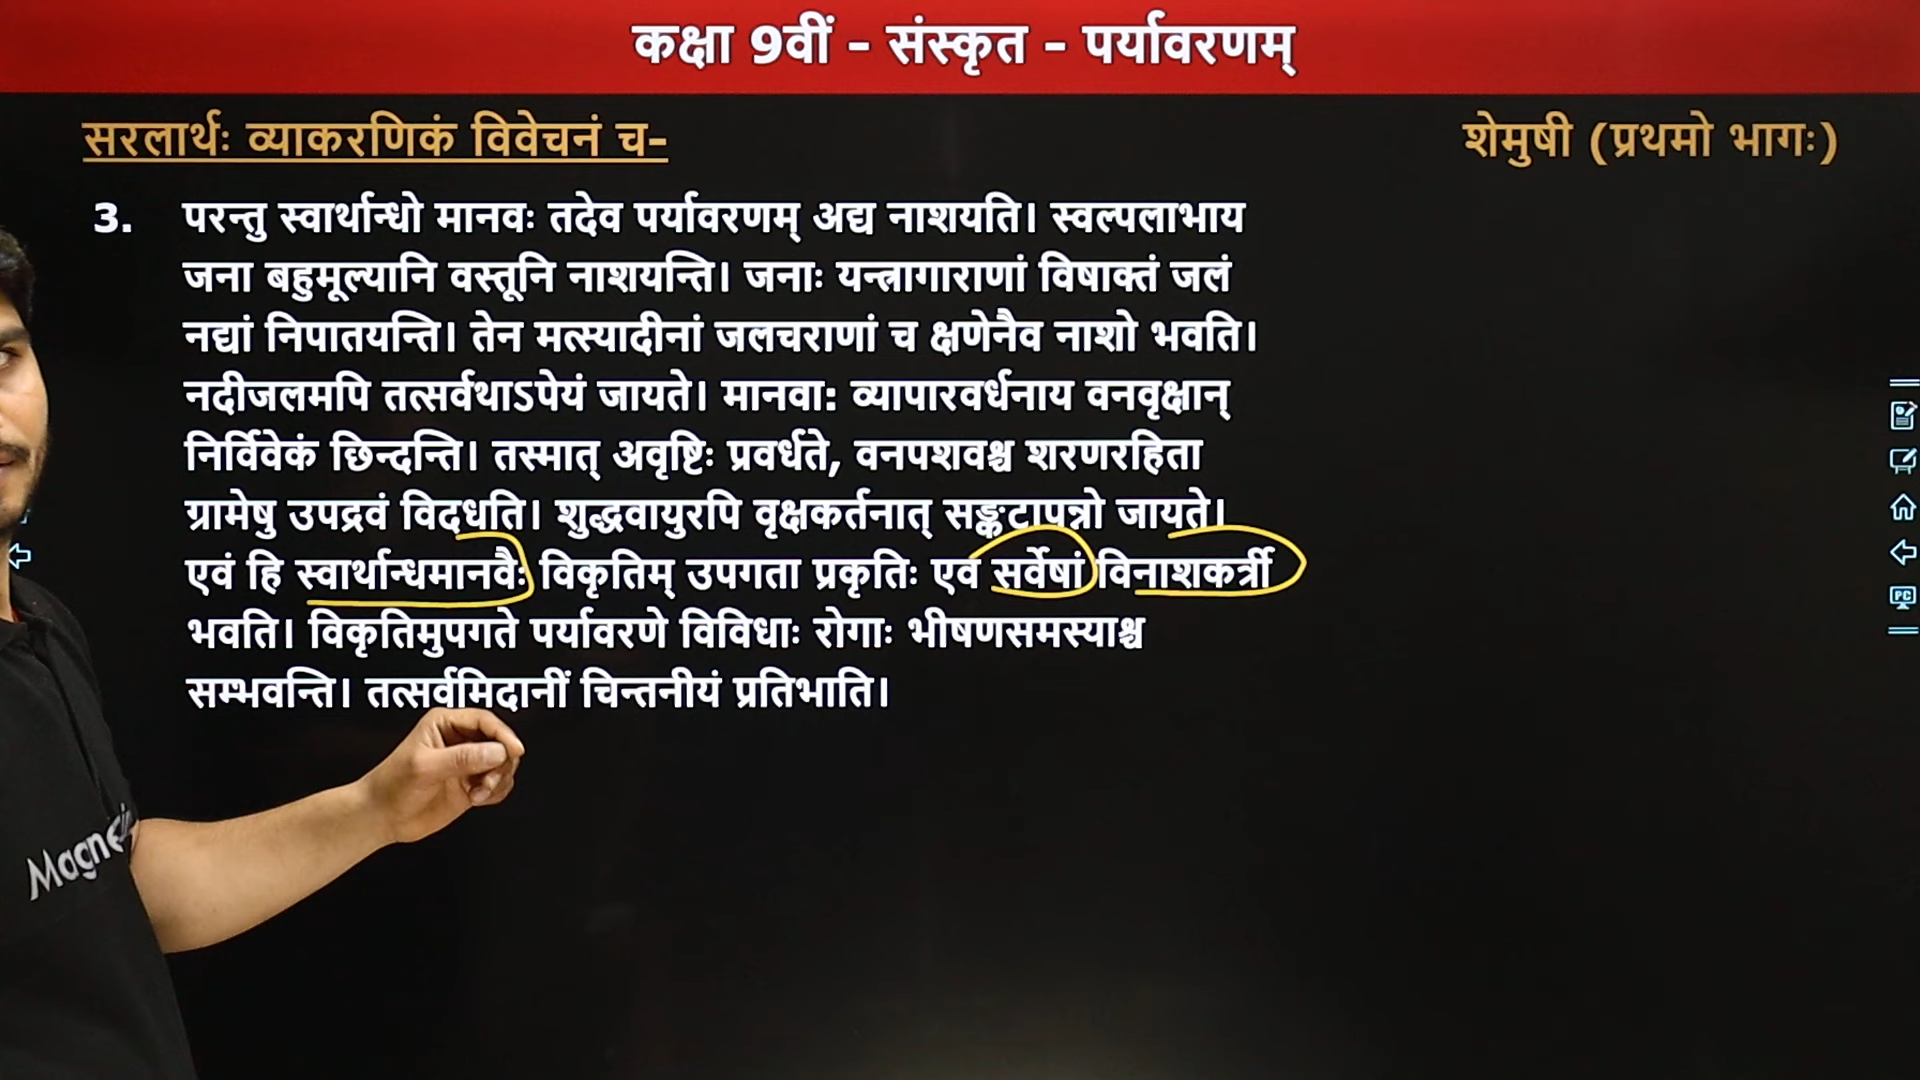 कक्षा 9वीं - संस्कृत - पर्यावरणम्
सरलार्थः व्याकरणिकं विवेचनं च-
शेमुषी (प्रथमो भागः)
3. परन्तु स्वार्थान्धो मानवः तदेव पर्यावरणम् अद्य नाशयति। स्वल्पलाभाय
जना बहुमूल्यानि वस्तूनि नाशयन्ति। जनाः यन्त्रागाराणां विषाक्तं जलं
नद्यां निपातयन्ति। तेन मत्स्यादीनां जलचराणां च क्षणेनैव नाशो भवति।
नदीजलमपि तत्सर्वथाऽपेयं जायते। मानवा: व्यापारवर्धनाय वनवृक्षान्
निर्विवेकं छिन्दन्ति। तस्मात् अवृष्टिः प्रवर्धते, वनपशवश्च शरणरहिता
ग्रामेषु उपद्रवं विदधति। शुद्धवायुरपि वृक्षकर्तनात् सङ्कटापन्नो जायते।
एवं हि स्वार्थान्धमानवैः विकृतिम् उपगता प्रकृतिः एव सर्वेषां विनाशकर्त्री
भवति। विकृतिमुपगते पर्यावरणे विविधाः रोगाः भीषणसमस्याश्च
सम्भवन्ति। तत्सर्वमिदानीं चिन्तनीयं प्रतिभाति।
Magne
PC